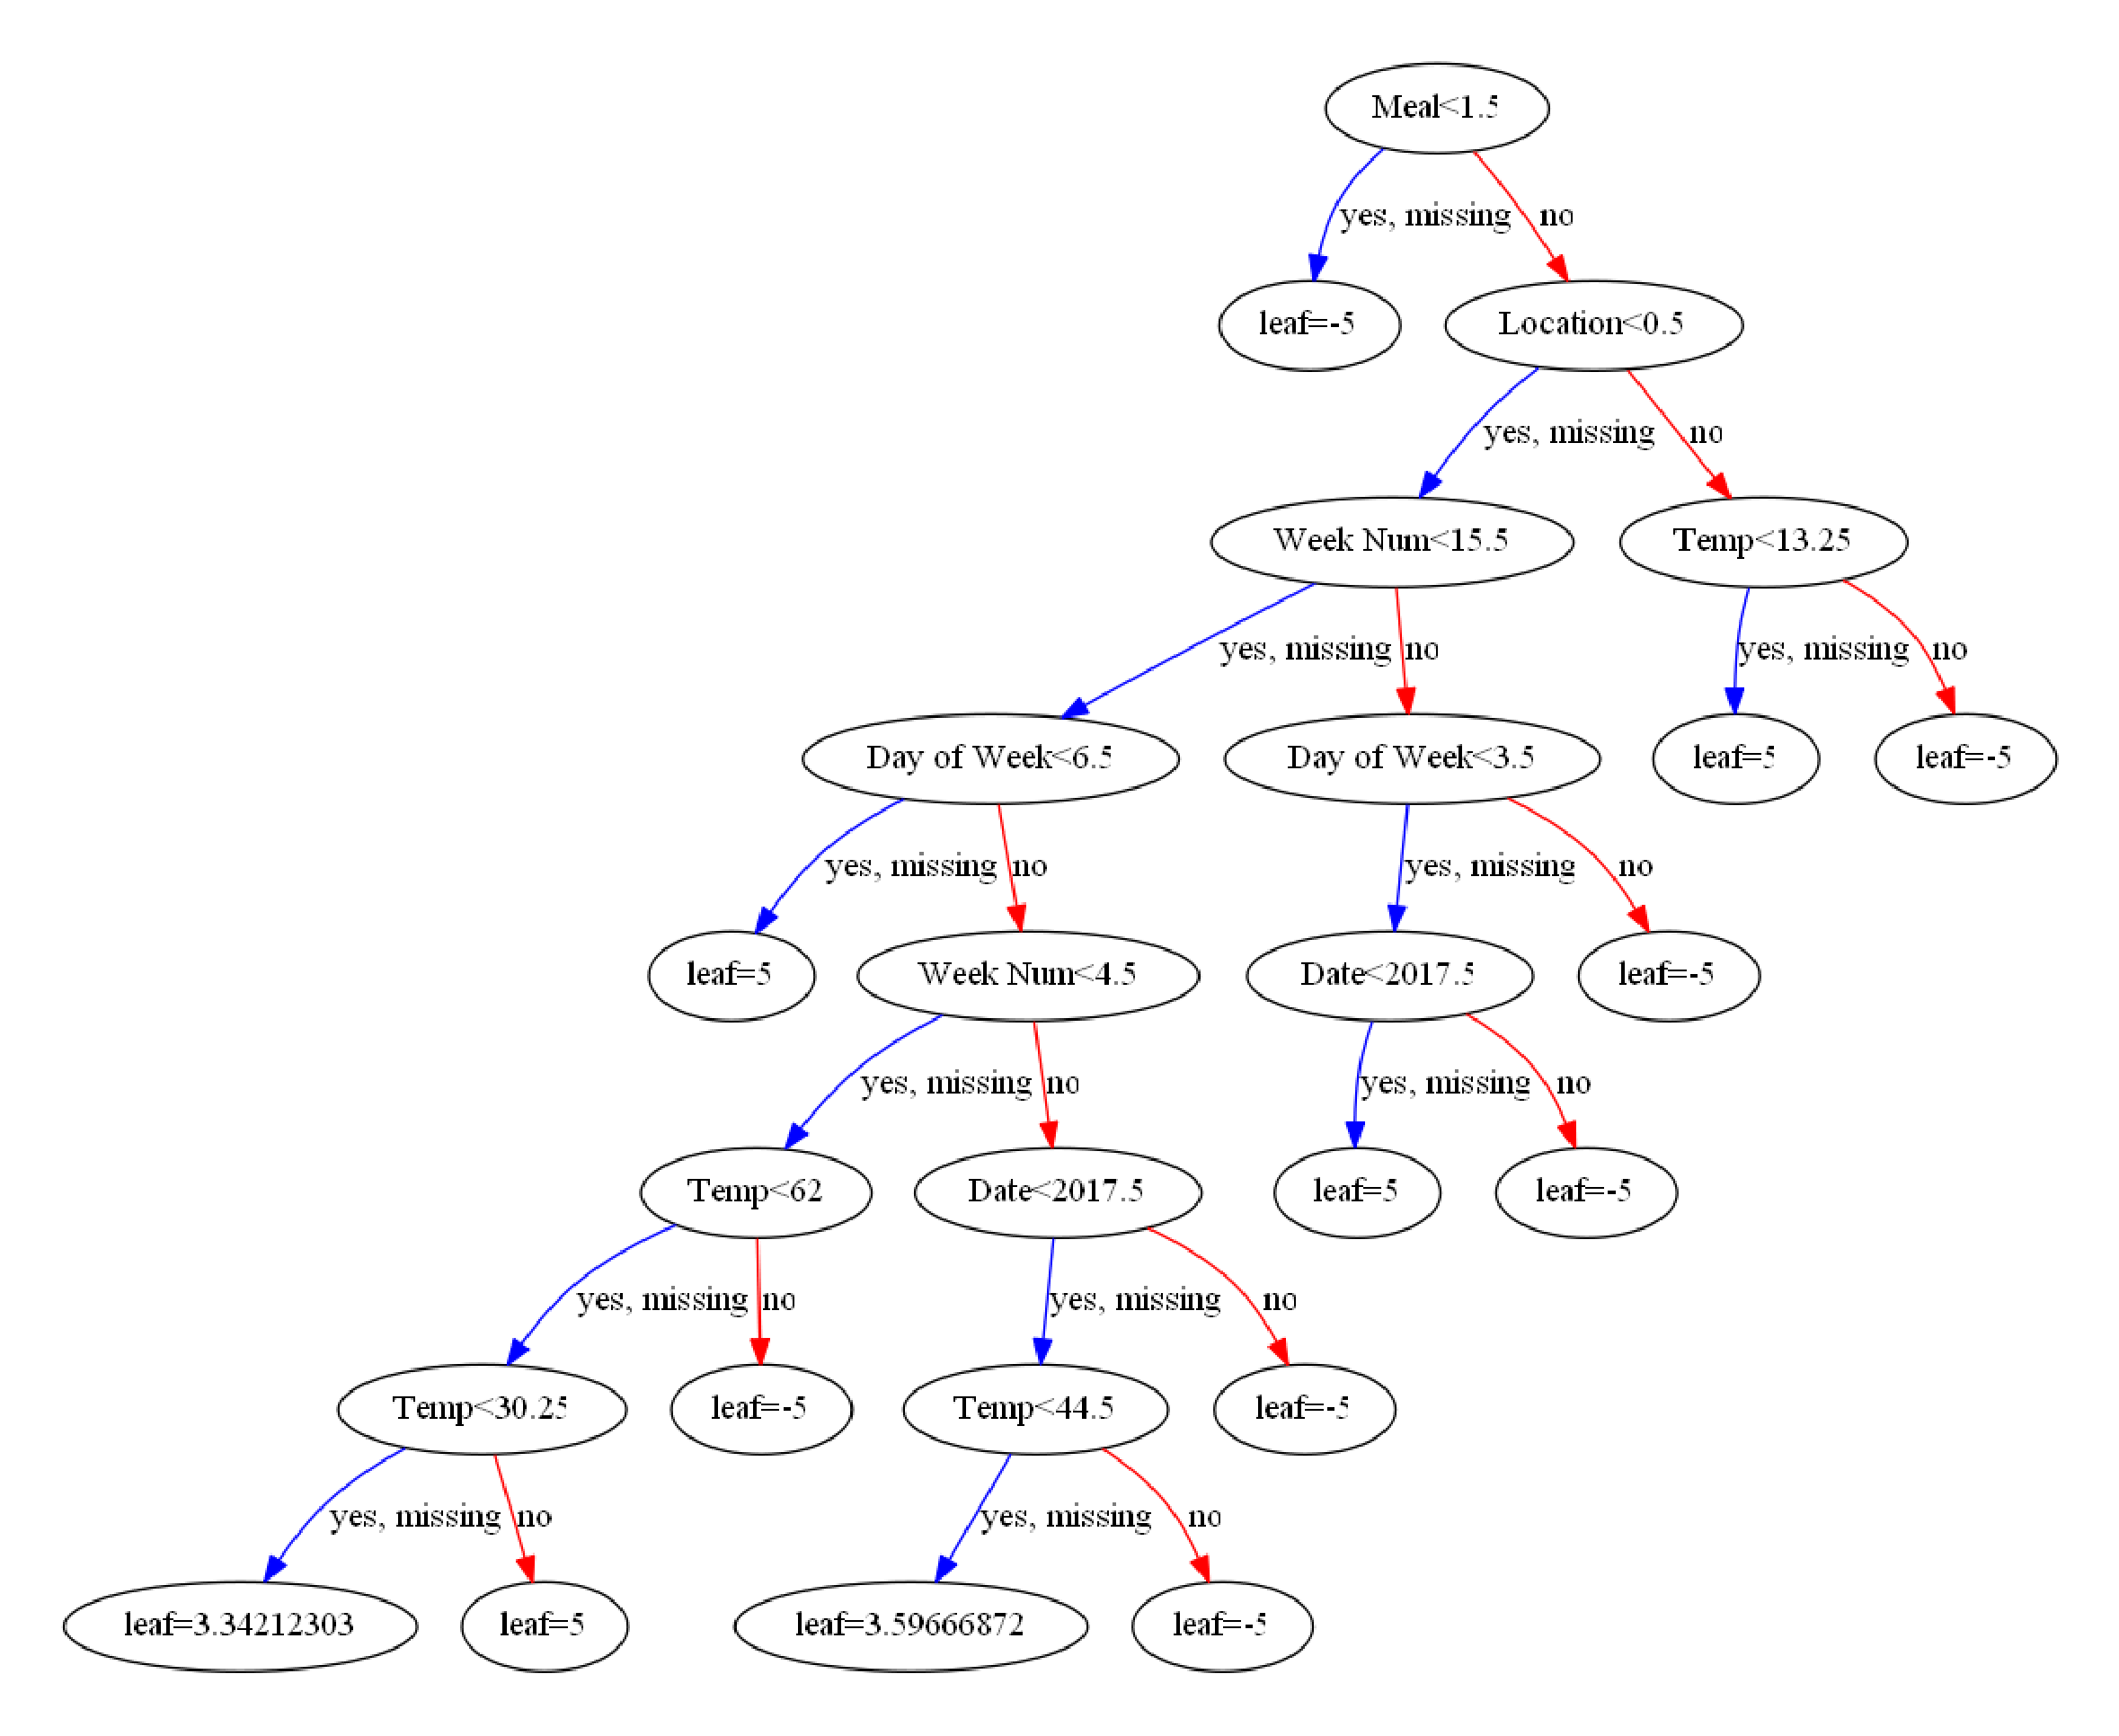 Meal<1.5
yes, missing
no
leaf=-5
Location<0.5
yes, missing
no
Week Num<15.5
Temp<13.25
yes, missing
no
yes, missing
no
Day of Week<6.5
Day of Week<3.5
leaf=5
leaf=-5
yes, missing
no
yes, missing
no
leaf=5
Week Num<4.5
Date<2017.5
leaf=-5
yes, missing
no
yes, missing
no
Temp<62
Date<2017.5
leaf=5
leaf=-5
yes, missing
no
yes, missing
no
Temp<30.25
leaf=-5
Temp<44.5
leaf=-5
yes, missing
no
yes, missing
no
leaf=3.34212303
leaf=5
leaf=3.59666872
leaf=-5